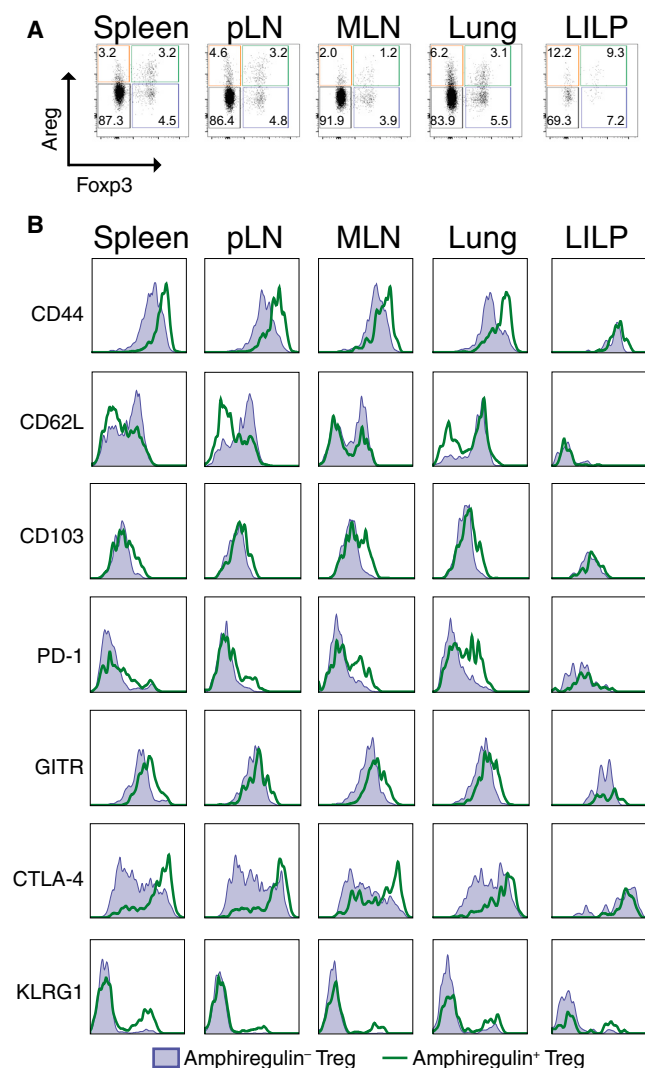 A Spleen pLN MLN Lung LILP
3.2 3.2 4.6 3.2 2.0 1.2 6.2 3.1 12.2 9.3
87.3 4.5 86.4 4.8 91.9 3.9 83.9 5.5 69.3 7.2
Areg
Foxp3
B Spleen pLN MLN Lung LILP
CD44
CD62L
CD103
PD-1
GITR
CTLA-4
KLRG1
Amphiregulin⁻ Treg Amphiregulin⁺ Treg